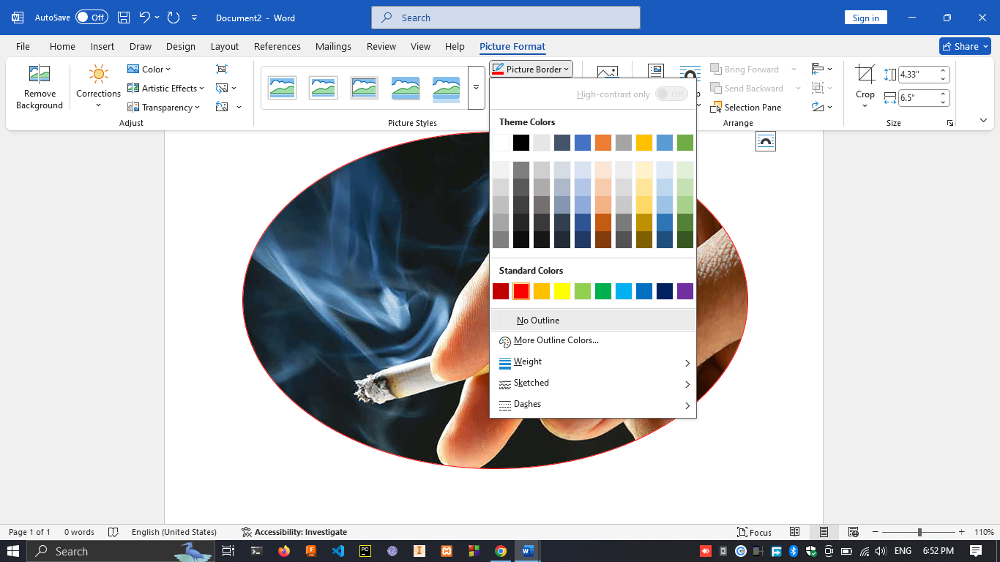 AutoSave Off Document2 - Word Search Sign in
File Home Insert Draw Design Layout References Mailings Review View Help Picture Format Share
Remove Background
Corrections
Color
Artistic Effects
Transparency
Adjust
Picture Styles
Picture Border
High-contrast only Off
Theme Colors
Standard Colors
No Outline
More Outline Colors...
Weight
Sketched
Dashes
Bring Forward
Send Backward
Selection Pane
Arrange
Crop
4.33"
6.5"
Size
Page 1 of 1 0 words English (United States) Accessibility: Investigate Focus 110%
Search ENG 6:52 PM